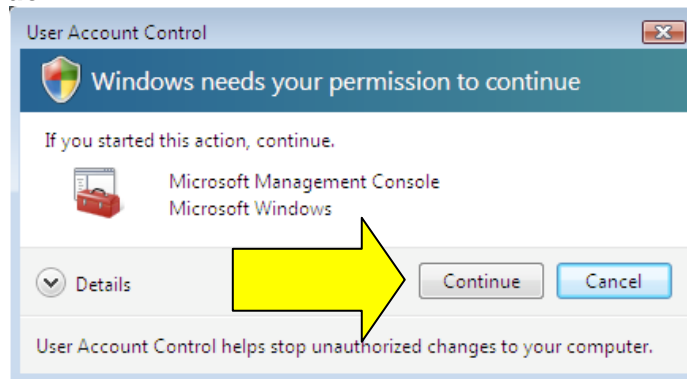 User Account Control
Windows needs your permission to continue
If you started this action, continue.
Microsoft Management Console
Microsoft Windows
Details
Continue
Cancel
User Account Control helps stop unauthorized changes to your computer.